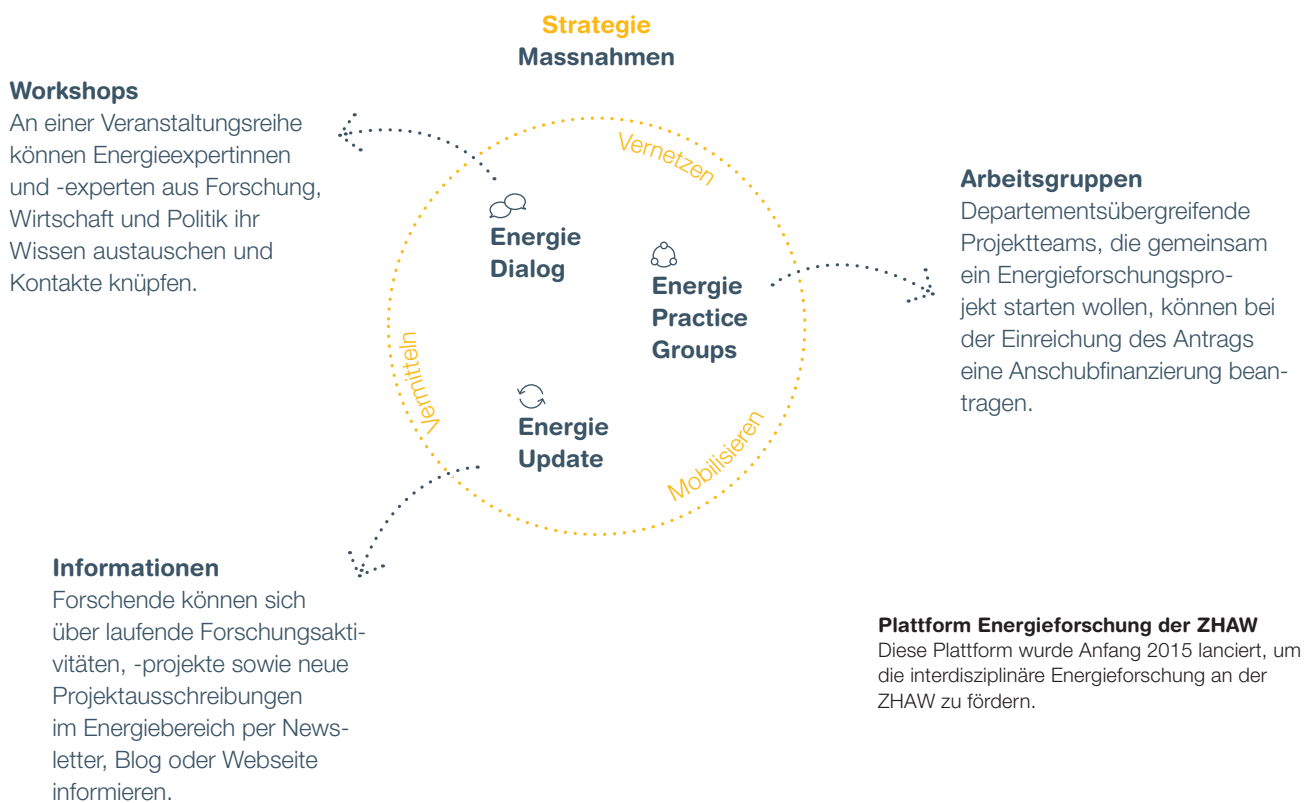 Strategie
Massnahmen
Workshops
An einer Veranstaltungsreihe
können Energieexpertinnen
und -experten aus Forschung,
Wirtschaft und Politik ihr
Wissen austauschen und
Kontakte knüpfen.
Vernetzen
Energie
Dialog
Energie
Practice
Groups
Arbeitsgruppen
Departementsübergreifende
Projektteams, die gemeinsam
ein Energieforschungspro-
jekt starten wollen, können bei
der Einreichung des Antrags
eine Anschubfinanzierung bean-
tragen.
Vermitteln
Energie
Update
Mobilisieren
Informationen
Forschende können sich
über laufende Forschungsakti-
vitäten, -projekte sowie neue
Projektausschreibungen
im Energiebereich per News-
letter, Blog oder Webseite
informieren.
Plattform Energieforschung der ZHAW
Diese Plattform wurde Anfang 2015 lanciert, um
die interdisziplinäre Energieforschung an der
ZHAW zu fördern.